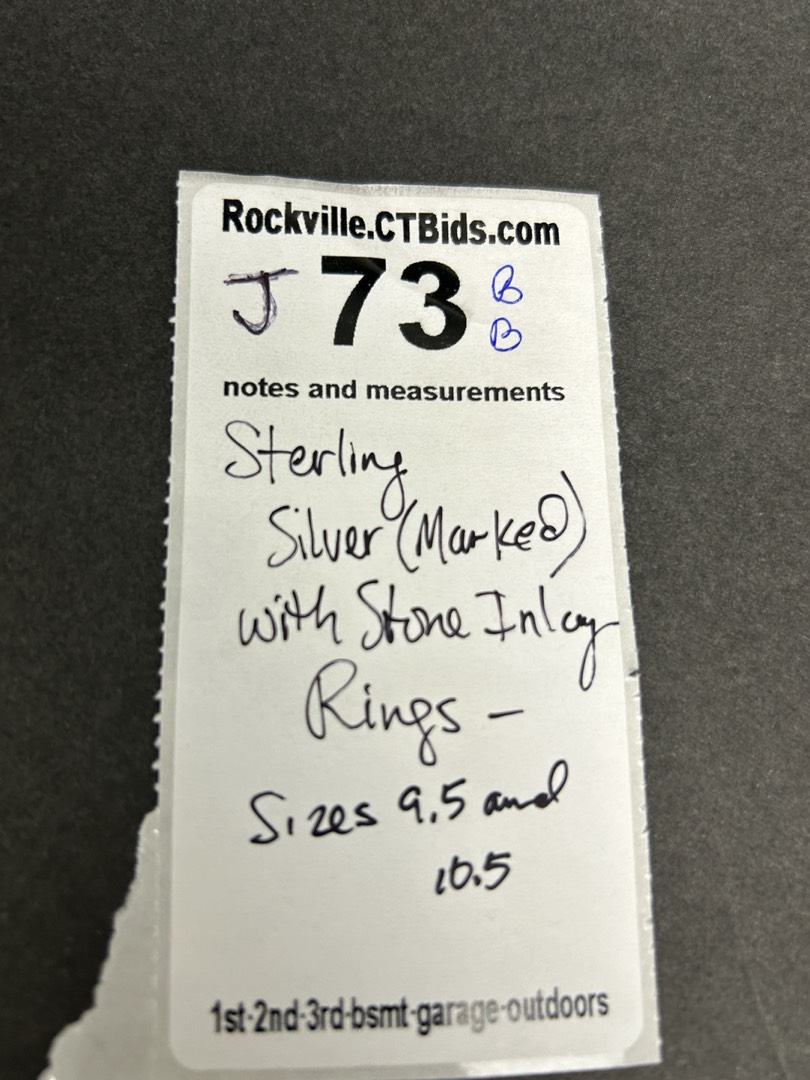 Rockville.CTBids.com
J 73 B
B
notes and measurements
Sterling
Silver (Marked)
with Stone Inlay
Rings –
Sizes 9.5 and
10.5
1st-2nd-3rd-bsmt-garage-outdoors